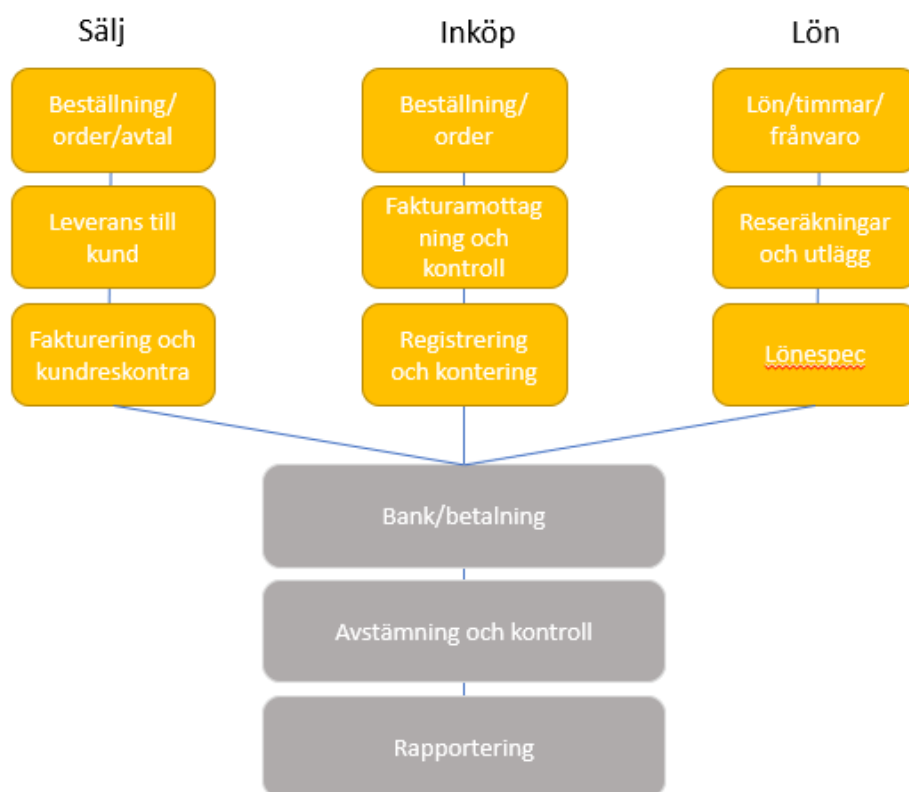 Sälj
Inköp
Lön
Beställning/
order/avtal
Beställning/
order
Lön/timmar/
frånvaro
Leverans till
kund
Fakturamottag
ning och
kontroll
Reseräkningar
och utlägg
Fakturering och
kundreskontra
Registrering
och kontering
Lönespec
Bank/betalning
Avstämning och kontroll
Rapportering